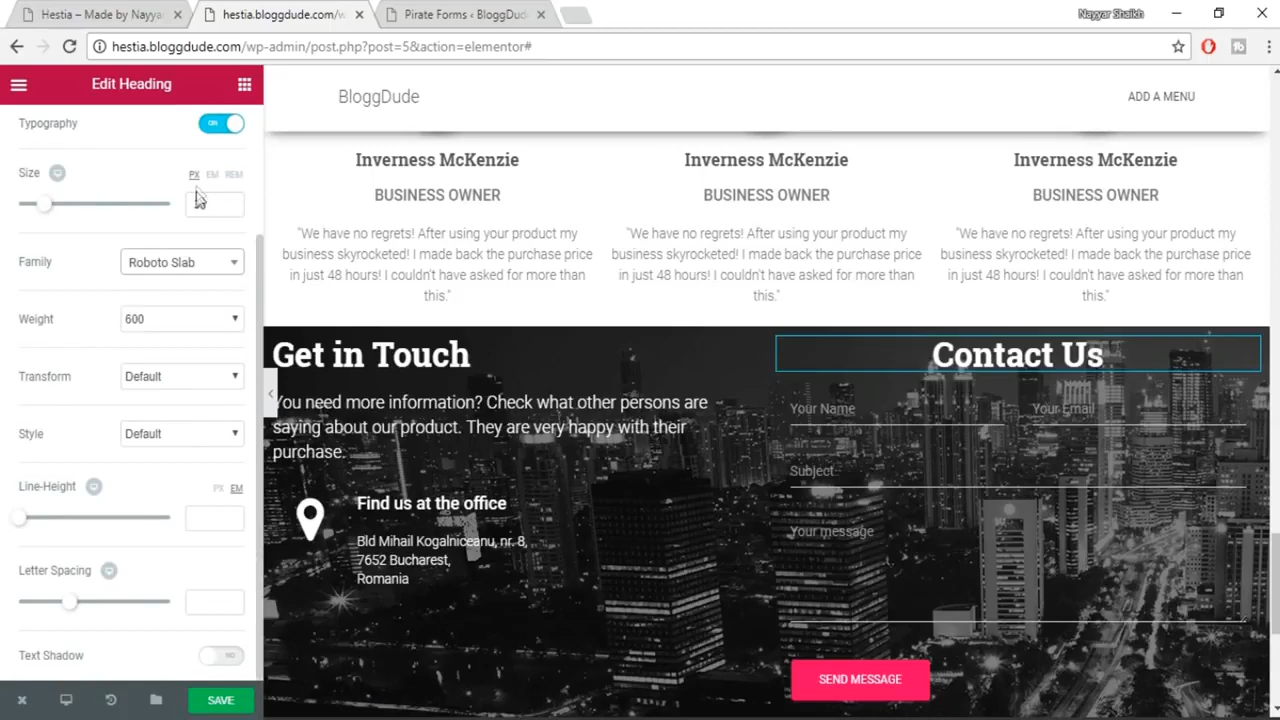 Hestia – Made by Nayya
hestia.bloggdude.com/w
Pirate Forms ‹ BloggDud
Nayyar Shaikh
hestia.bloggdude.com/wp-admin/post.php?post=5&action=elementor#
Edit Heading
BloggDude
ADD A MENU
Typography
ON
Size
PX EM REM
Family
Roboto Slab
Weight
600
Transform
Default
Style
Default
Line-Height
PX EM
Letter Spacing
Text Shadow
NO
SAVE
Inverness McKenzie
BUSINESS OWNER
"We have no regrets! After using your product my
business skyrocketed! I made back the purchase price
in just 48 hours! I couldn't have asked for more than
this."
Inverness McKenzie
BUSINESS OWNER
"We have no regrets! After using your product my
business skyrocketed! I made back the purchase price
in just 48 hours! I couldn't have asked for more than
this."
Inverness McKenzie
BUSINESS OWNER
"We have no regrets! After using your product my
business skyrocketed! I made back the purchase price
in just 48 hours! I couldn't have asked for more than
this."
Get in Touch
You need more information? Check what other persons are
saying about our product. They are very happy with their
purchase.
Find us at the office
Bld Mihail Kogalniceanu, nr. 8,
7652 Bucharest,
Romania
Contact Us
Your Name
Your Email
Subject
Your message
SEND MESSAGE